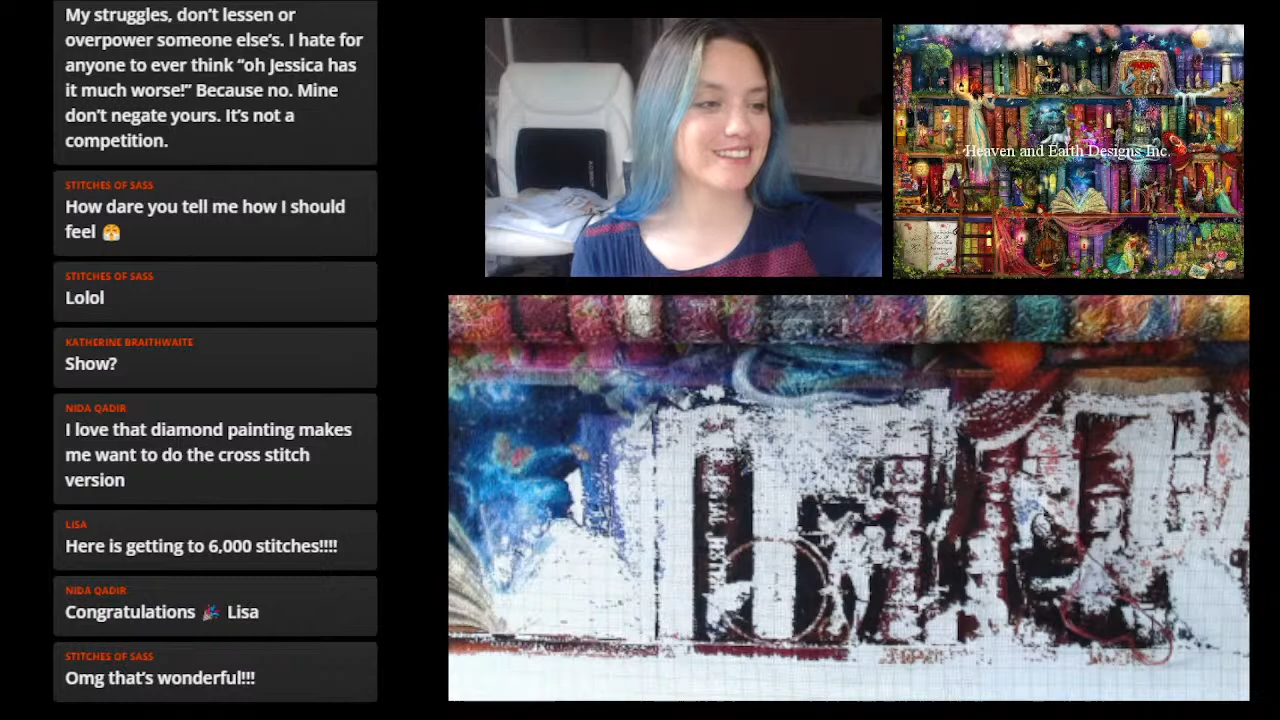 My struggles, don’t lessen or
overpower someone else’s. I hate for
anyone to ever think “oh Jessica has
it much worse!” Because no. Mine
don’t negate yours. It’s not a
competition.
STITCHES OF SASS
How dare you tell me how I should
feel 😤
STITCHES OF SASS
Lolol
KATHERINE BRAITHWAITE
Show?
NIDA QADIR
I love that diamond painting makes
me want to do the cross stitch
version
LISA
Here is getting to 6,000 stitches!!!!
NIDA QADIR
Congratulations 🎉 Lisa
STITCHES OF SASS
Omg that’s wonderful!!!
Heaven and Earth Designs Inc.